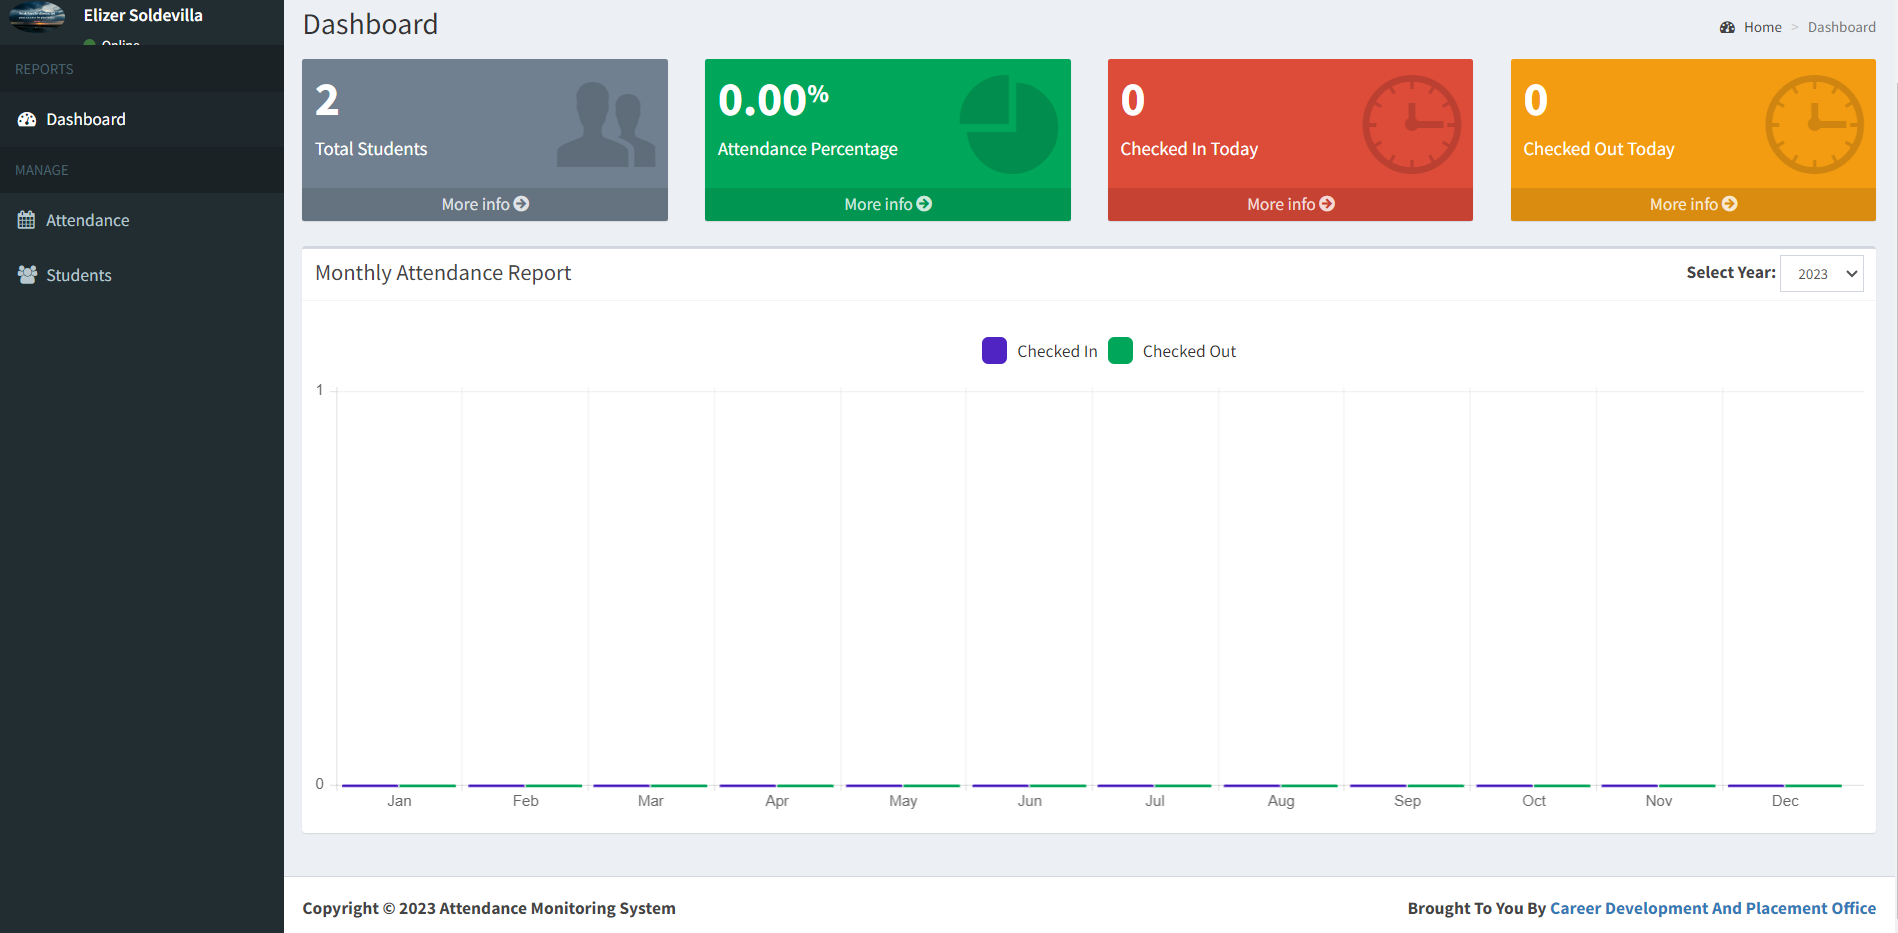 Elizer Soldevilla
Online
REPORTS
Dashboard
MANAGE
Attendance
Students
Dashboard
Home > Dashboard
2
Total Students
More info
0.00%
Attendance Percentage
More info
0
Checked In Today
More info
0
Checked Out Today
More info
Monthly Attendance Report
Select Year: 2023
Checked In Checked Out
1
0
Jan Feb Mar Apr May Jun Jul Aug Sep Oct Nov Dec
Copyright © 2023 Attendance Monitoring System
Brought To You By Career Development And Placement Office